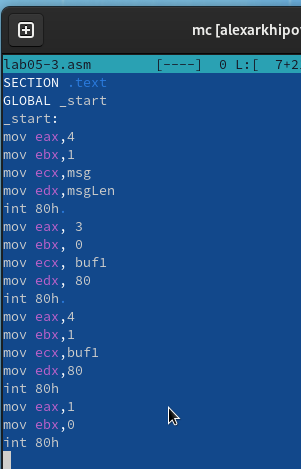 mc [alexarkhipo
lab05-3.asm [----] 0 L:[ 7+2
SECTION .text
GLOBAL _start
_start:
mov eax,4
mov ebx,1
mov ecx,msg
mov edx,msgLen
int 80h.
mov eax, 3
mov ebx, 0
mov ecx, buf1
mov edx, 80
int 80h.
mov eax,4
mov ebx,1
mov ecx,buf1
mov edx,80
int 80h
mov eax,1
mov ebx,0
int 80h